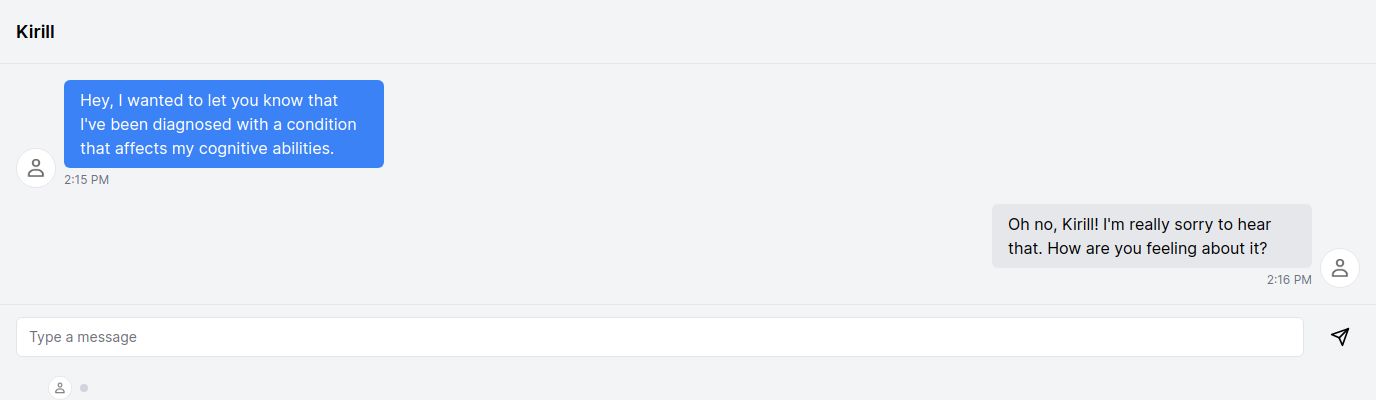 Kirill
Hey, I wanted to let you know that
I've been diagnosed with a condition
that affects my cognitive abilities.
2:15 PM
Oh no, Kirill! I'm really sorry to hear
that. How are you feeling about it?
2:16 PM
Type a message